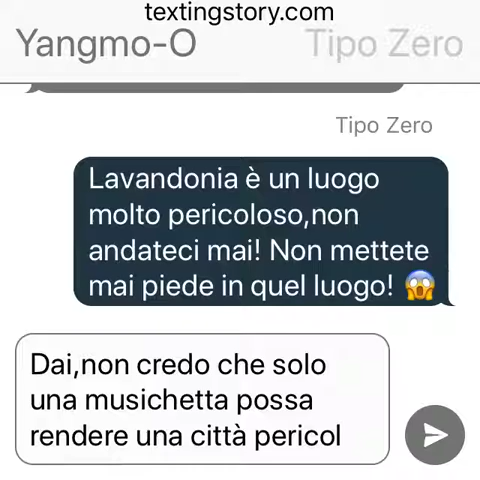 textingstory.com
Yangmo-O
Tipo Zero
Tipo Zero
Lavandonia è un luogo
molto pericoloso,non
andateci mai! Non mettete
mai piede in quel luogo! 😱
Dai,non credo che solo
una musichetta possa
rendere una città pericol